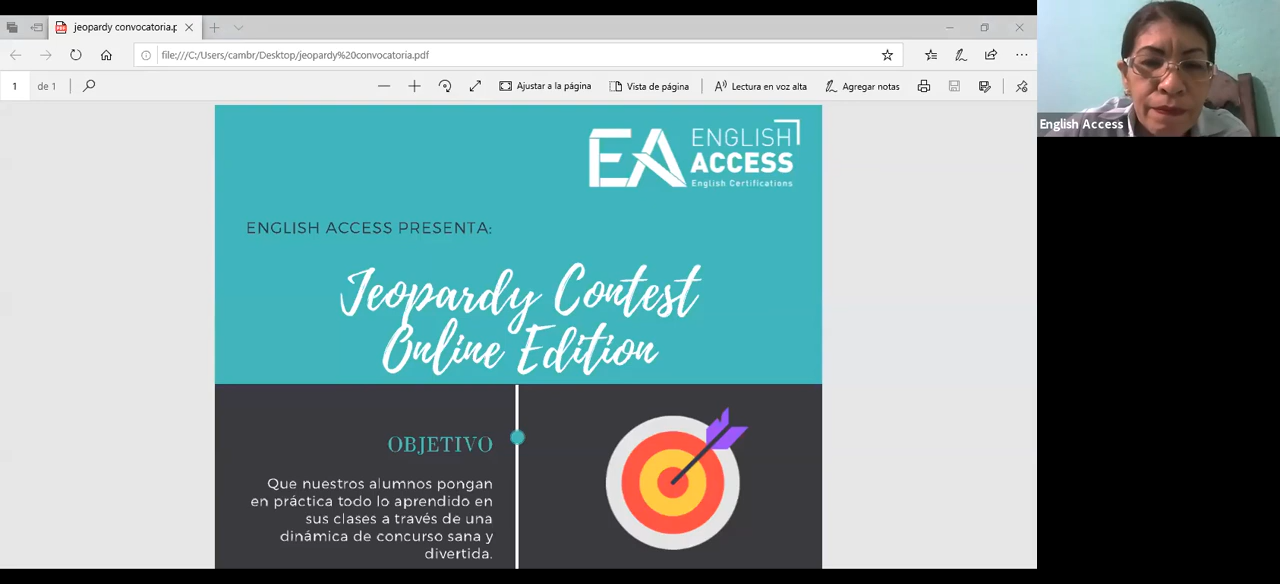 jeopardy convocatoria.p
file:///C:/Users/cambr/Desktop/jeopardy%20convocatoria.pdf
1 de 1
Ajustar a la página
Vista de página
Lectura en voz alta
Agregar notas
English Access
EA ENGLISH
ACCESS
English Certifications
ENGLISH ACCESS PRESENTA:
Jeopardy Contest
Online Edition
OBJETIVO
Que nuestros alumnos pongan
en práctica todo lo aprendido en
sus clases a través de una
dinámica de concurso sana y
divertida.